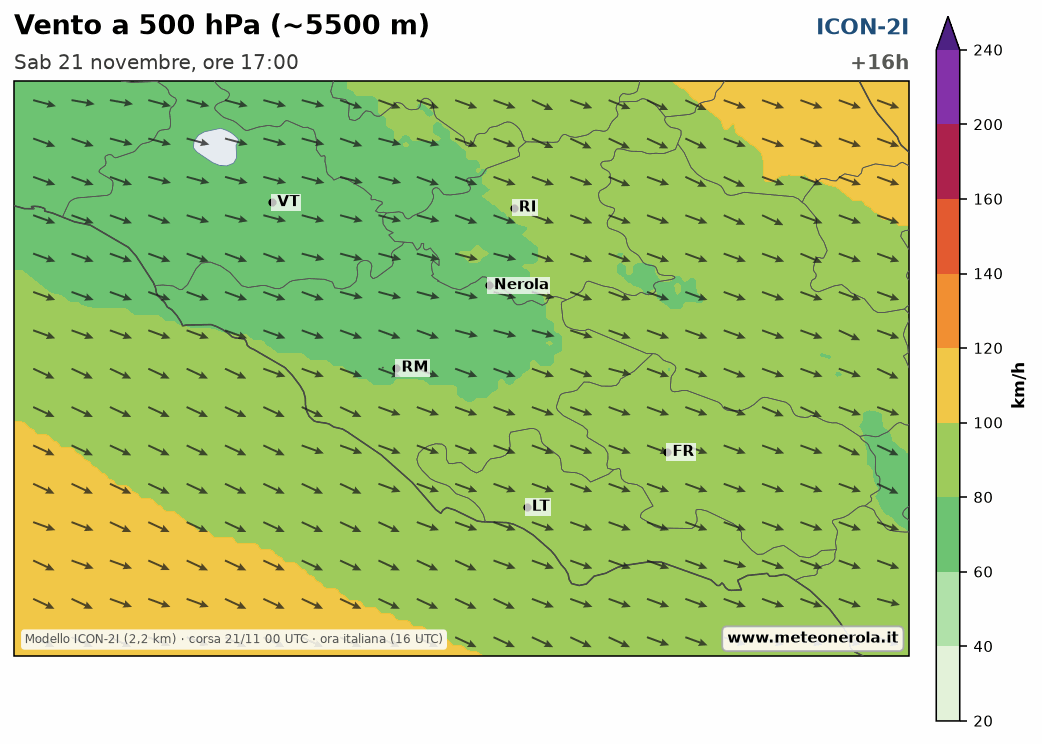 Vento a 500 hPa (~5500 m)
ICON-2I
Sab 21 novembre, ore 17:00
+16h
VT
RI
Nerola
RM
FR
LT
Modello ICON-2I (2,2 km) · corsa 21/11 00 UTC · ora italiana (16 UTC)
www.meteonerola.it
240
200
160
140
120
100
80
60
40
20
km/h